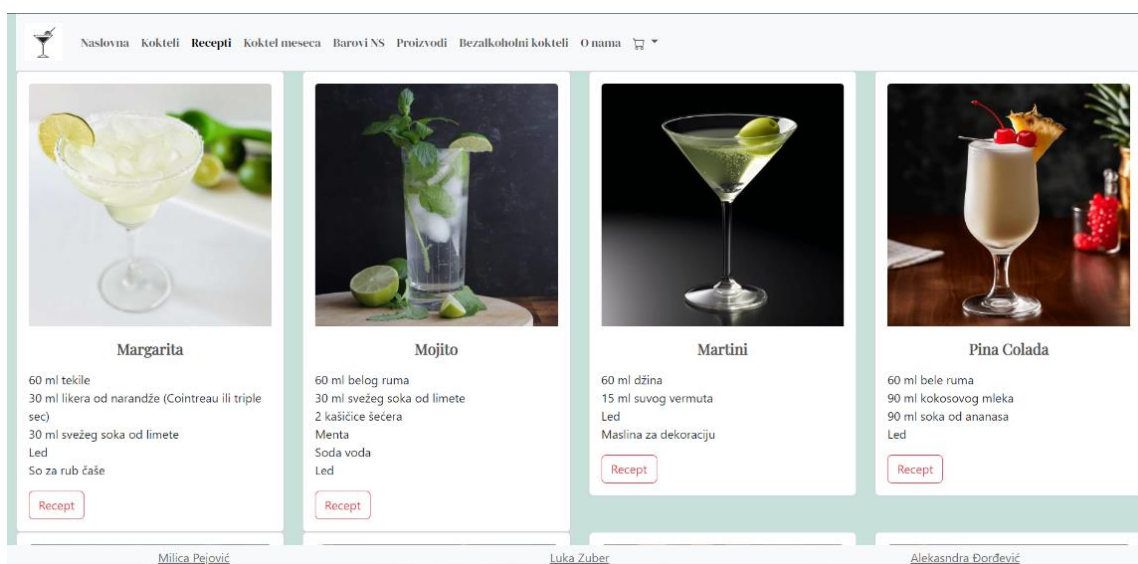 Naslovna Kokteli Recepti Koktel meseca Barovi NS Proizvodi Bezalkoholni kokteli O nama
Margarita
60 ml tekile
30 ml likera od narandže (Cointreau ili triple
sec)
30 ml svežeg soka od limete
Led
So za rub čaše
Recept
Mojito
60 ml belog ruma
30 ml svežeg soka od limete
2 kašičice šećera
Menta
Soda voda
Led
Recept
Martini
60 ml džina
15 ml suvog vermuta
Led
Maslina za dekoraciju
Recept
Pina Colada
60 ml bele ruma
90 ml kokosovog mleka
90 ml soka od ananasa
Led
Recept
Milica Pejović
Luka Zuber
Alekasndra Đorđević